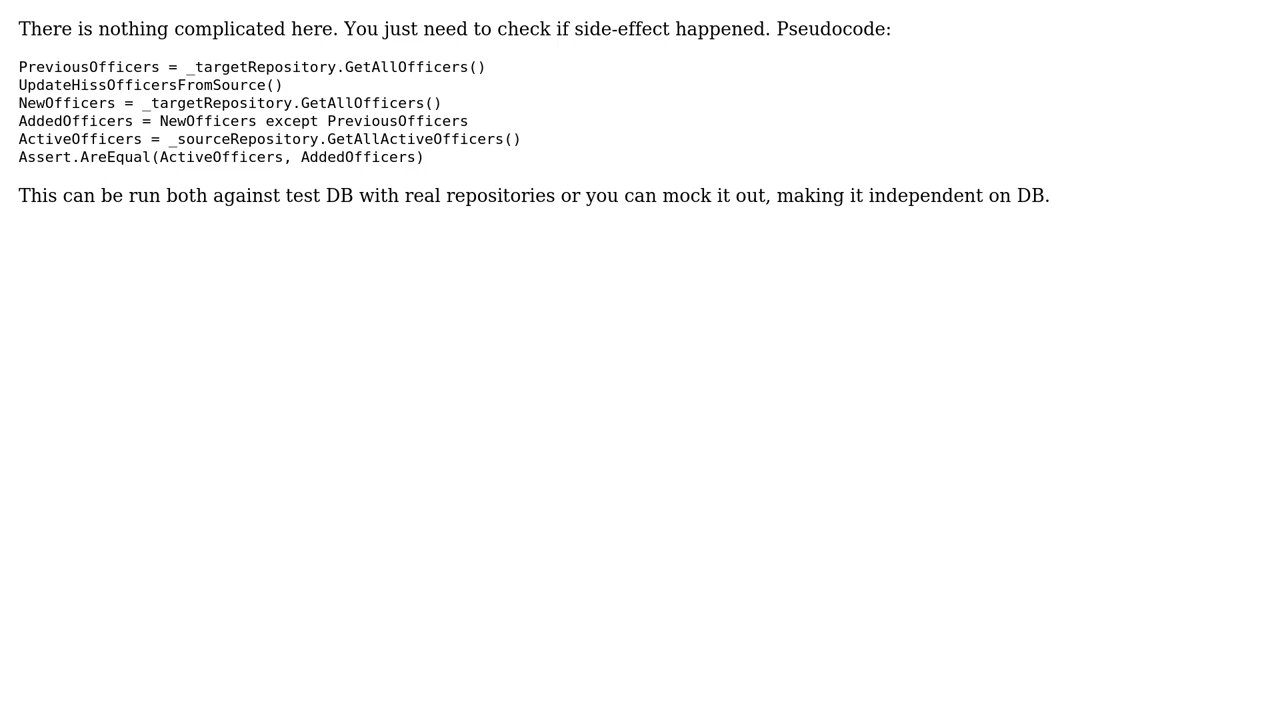 There is nothing complicated here. You just need to check if side-effect happened. Pseudocode:
PreviousOfficers = _targetRepository.GetAllOfficers()
UpdateHissOfficersFromSource()
NewOfficers = _targetRepository.GetAllOfficers()
AddedOfficers = NewOfficers except PreviousOfficers
ActiveOfficers = _sourceRepository.GetAllActiveOfficers()
Assert.AreEqual(ActiveOfficers, AddedOfficers)
This can be run both against test DB with real repositories or you can mock it out, making it independent on DB.